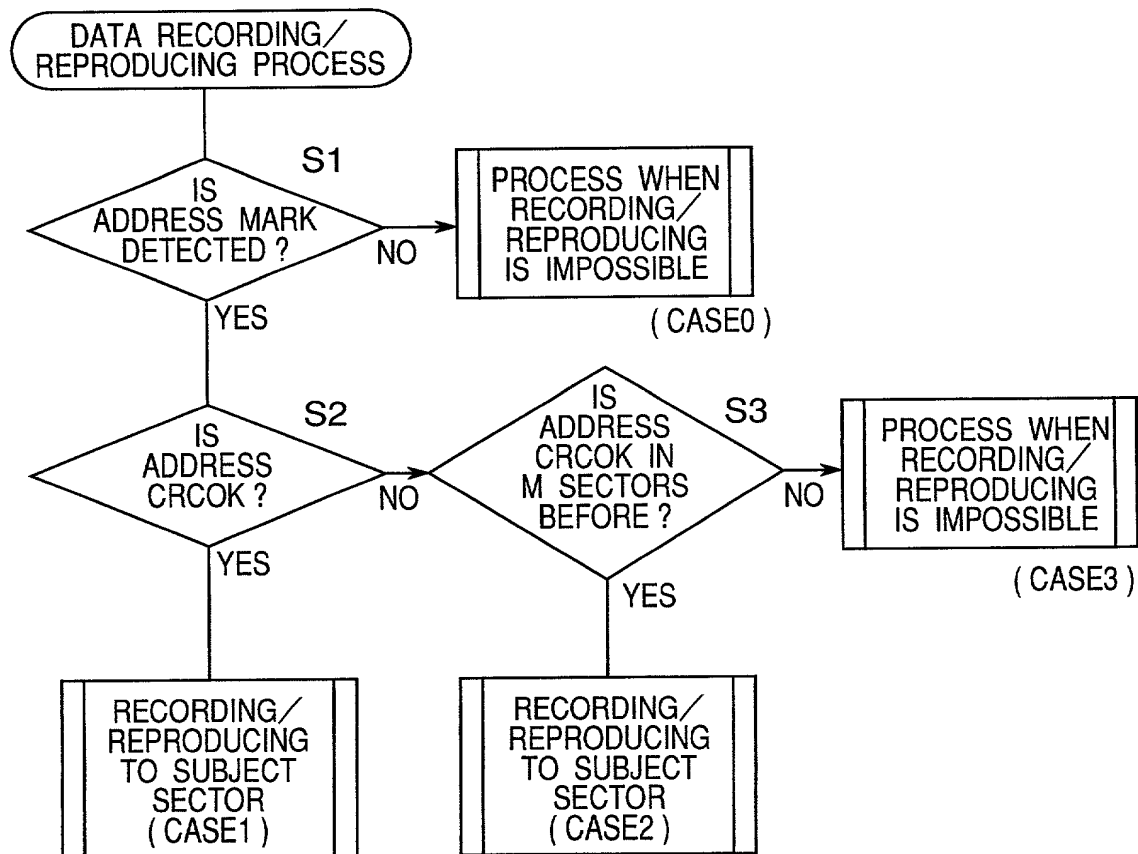 DATA RECORDING/
REPRODUCING PROCESS
S1
IS
ADDRESS MARK
DETECTED?
NO
YES
PROCESS WHEN
RECORDING/
REPRODUCING
IS IMPOSSIBLE
(CASE0)
S2
IS
ADDRESS
CRCOK?
NO
YES
S3
IS
ADDRESS
CRCOK IN
M SECTORS
BEFORE?
NO
YES
PROCESS WHEN
RECORDING/
REPRODUCING
IS IMPOSSIBLE
(CASE3)
RECORDING/
REPRODUCING
TO SUBJECT
SECTOR
(CASE1)
RECORDING/
REPRODUCING
TO SUBJECT
SECTOR
(CASE2)